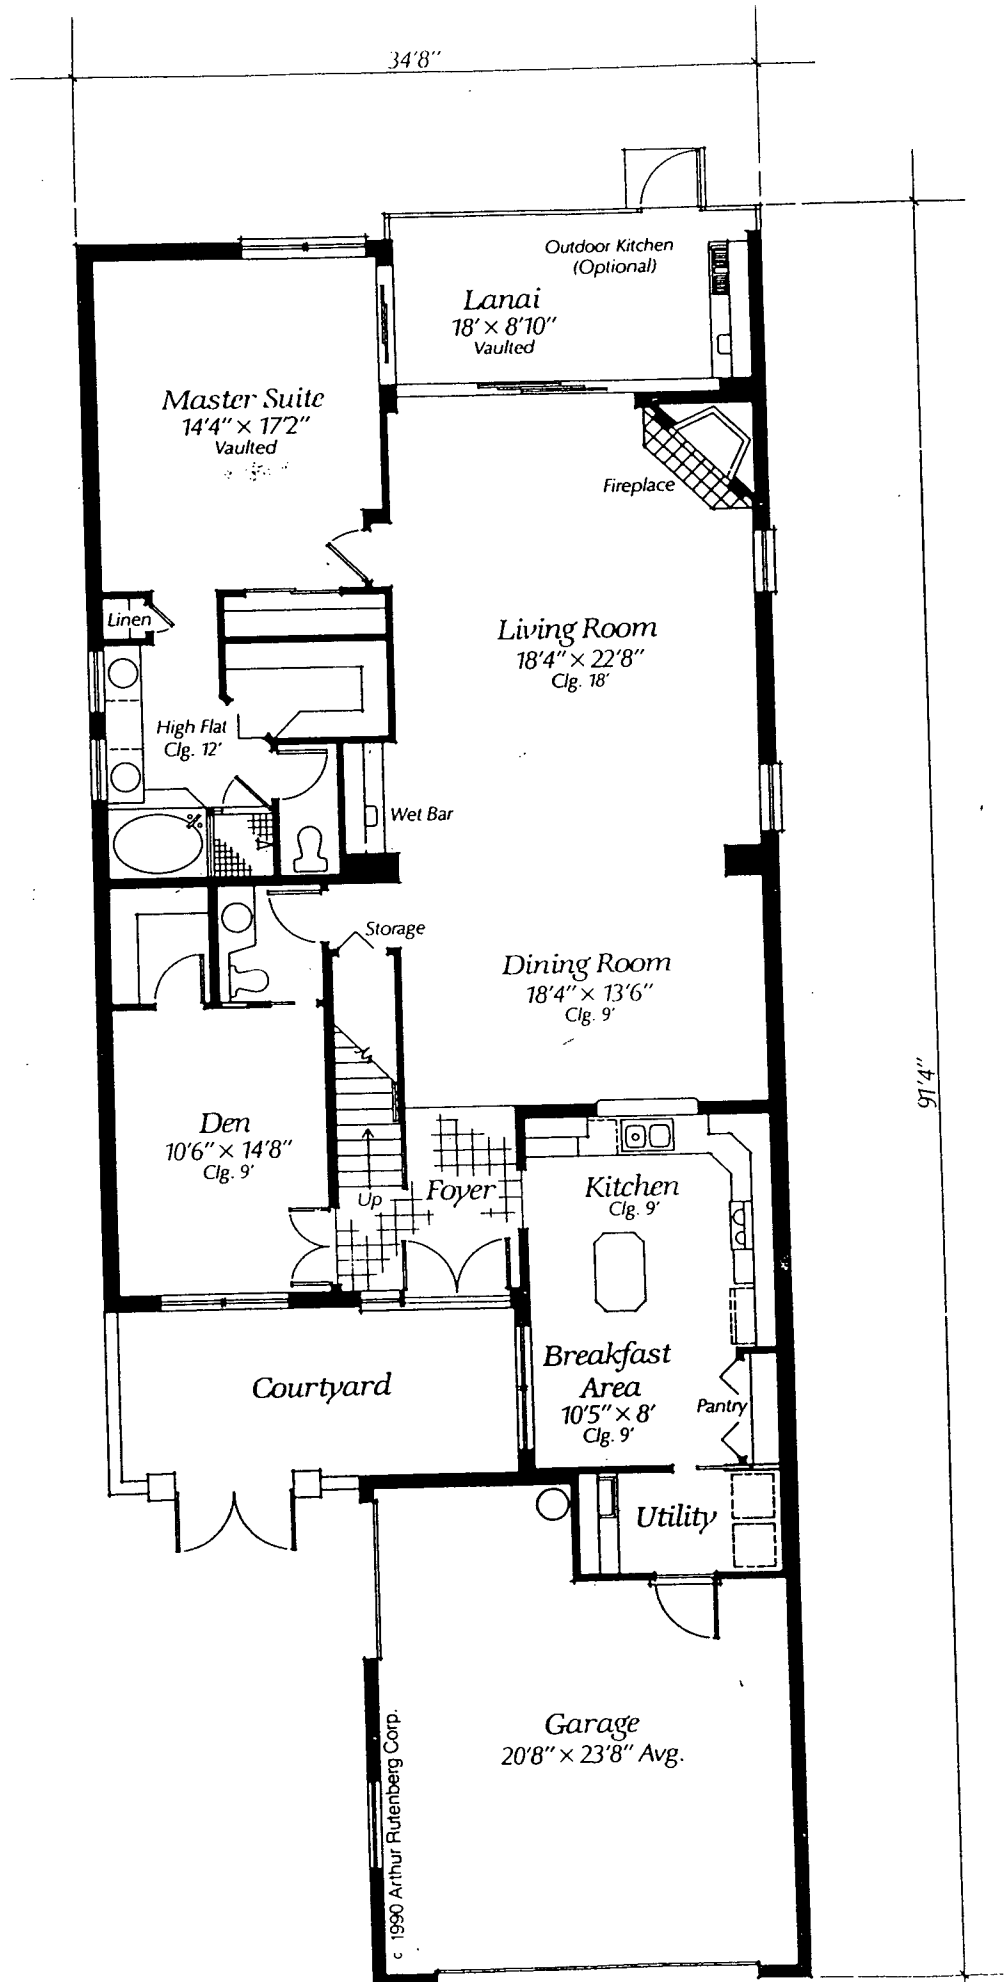 34'8"
Outdoor Kitchen
(Optional)
Lanai
18' × 8'10"
Vaulted
Master Suite
14'4" × 17'2"
Vaulted
Fireplace
Linen
Living Room
18'4" × 22'8"
Clg. 18'
High Flat
Clg. 12'
Wet Bar
Storage
Dining Room
18'4" × 13'6"
Clg. 9'
91'4"
Den
10'6" × 14'8"
Clg. 9'
Up
Foyer
Kitchen
Clg. 9'
Breakfast
Area
10'5" × 8'
Clg. 9'
Courtyard
Pantry
Utility
Garage
20'8" × 23'8" Avg.
c 1990 Arthur Rutenberg Corp.